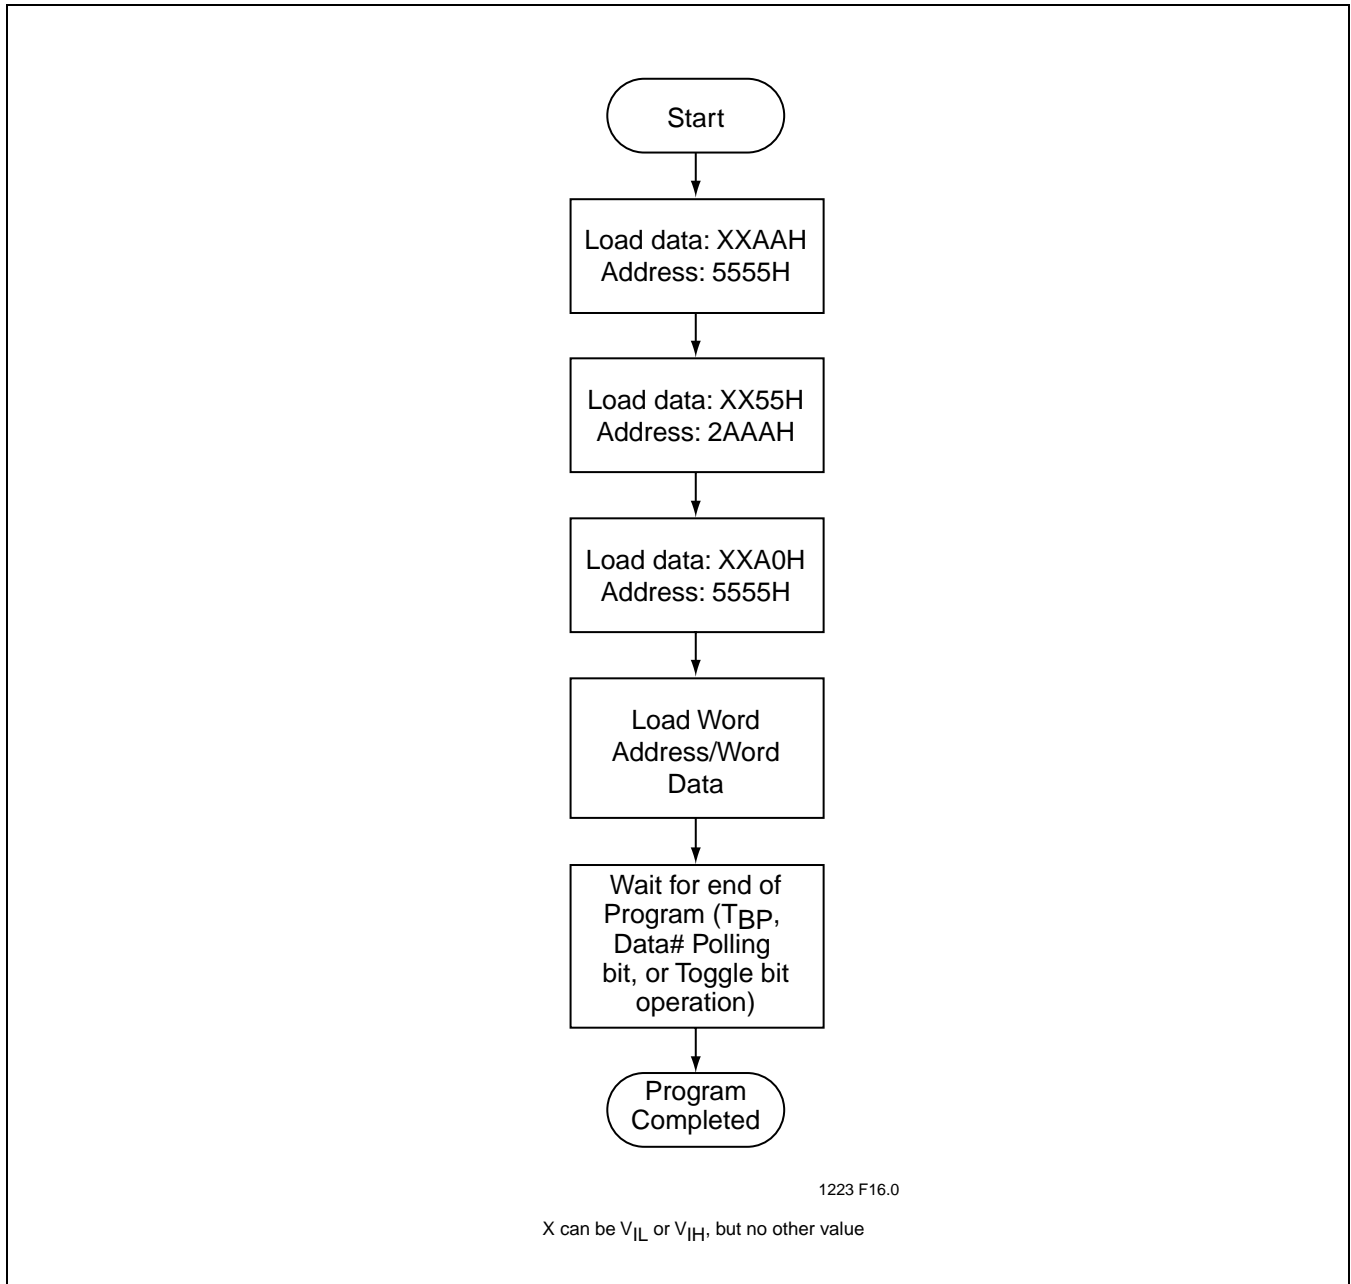 Start
Load data: XXAAH
Address: 5555H
Load data: XX55H
Address: 2AAAH
Load data: XXA0H
Address: 5555H
Load Word
Address/Word
Data
Wait for end of
Program (TBP,
Data# Polling
bit, or Toggle bit
operation)
Program
Completed
1223 F16.0
X can be VIL or VIH, but no other value